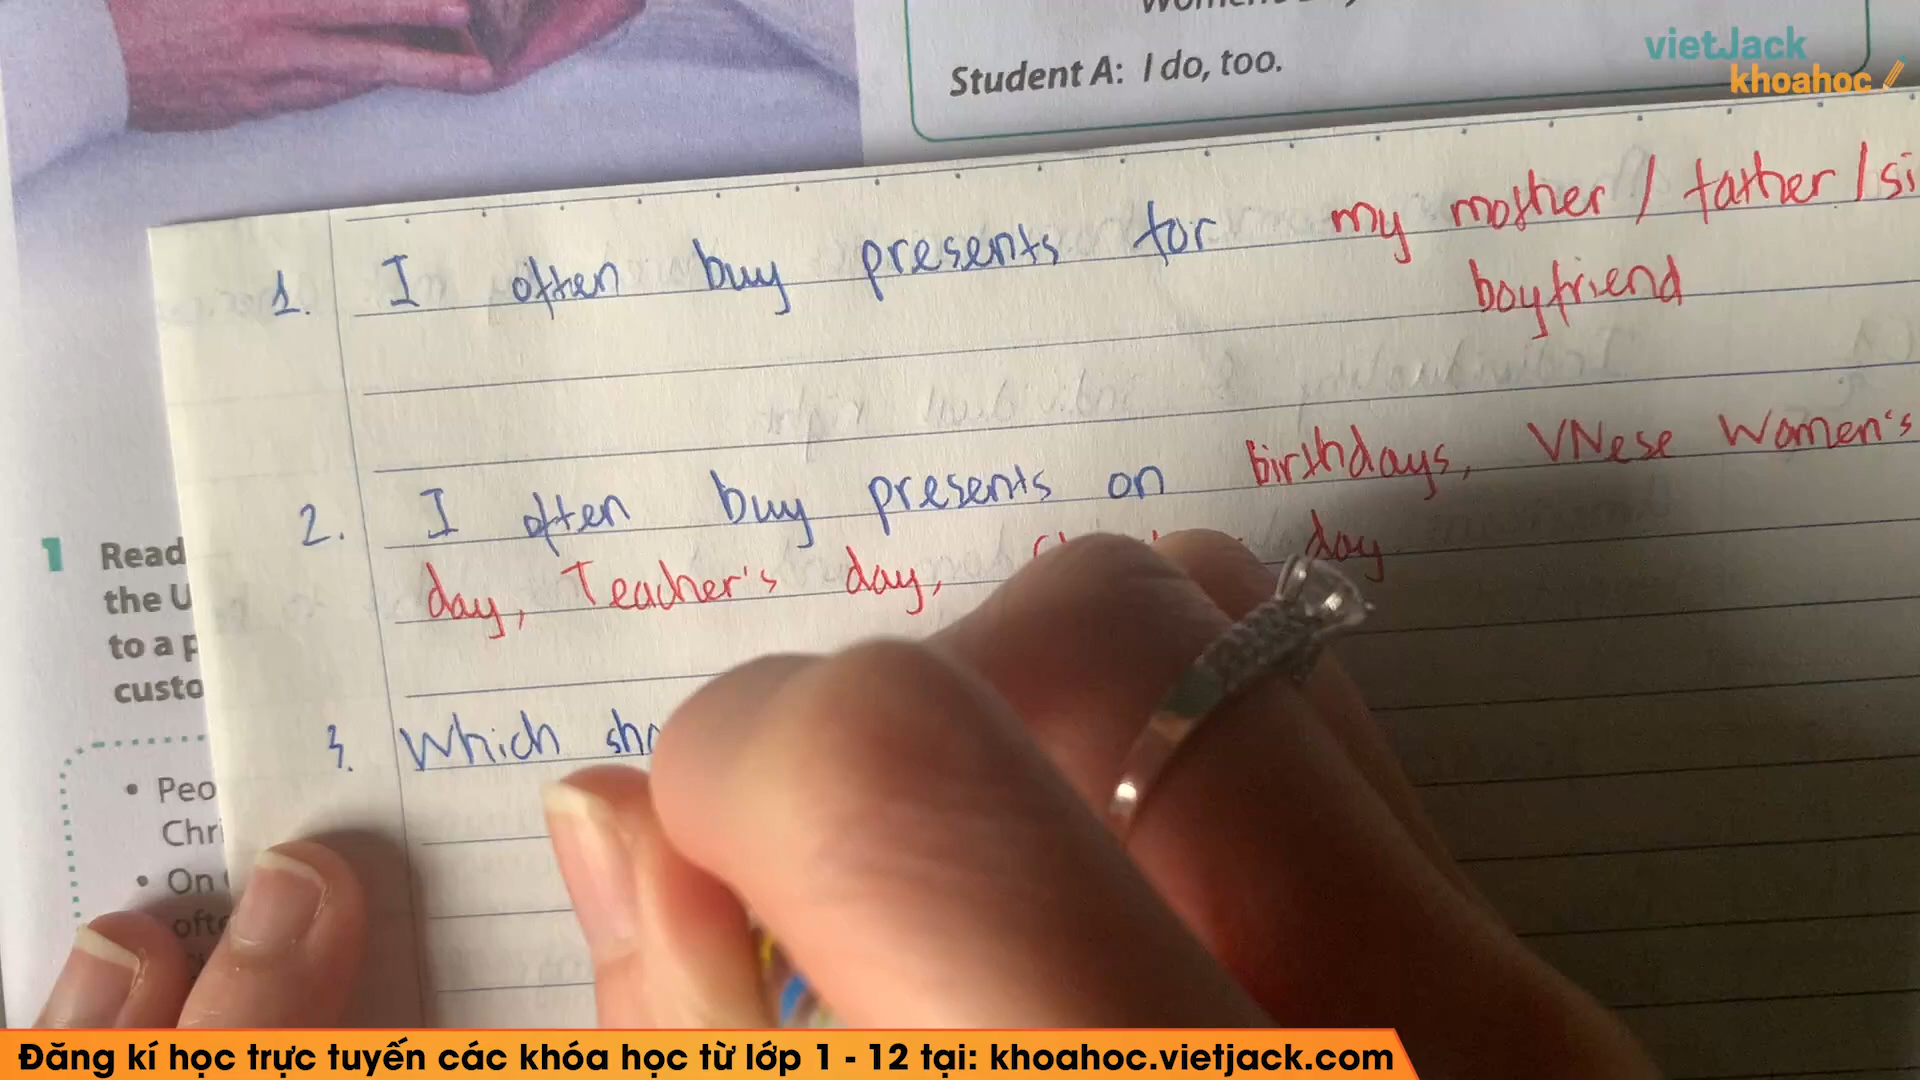 Student A: I do, too.
vietJack
khoahoc
1. I often buy presents for my mother / father / si
boyfriend
2. I often buy presents on birthdays, VNese Women's
day, Teacher's day, day
3. Which
1 Read
the U
to a p
custo
• Peo
Chri
• On
ofte
Đăng kí học trực tuyến các khóa học từ lớp 1 - 12 tại: khoahoc.vietjack.com